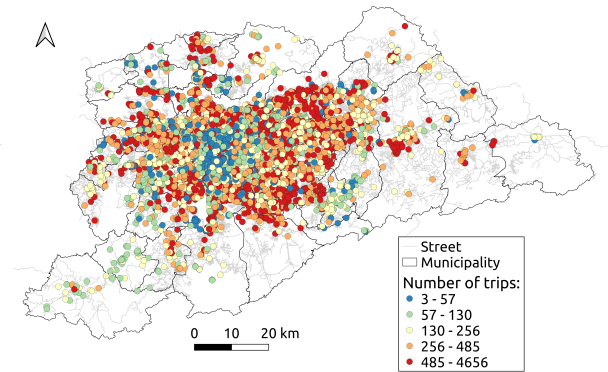 Street
Municipality
Number of trips:
3 - 57
57 - 130
130 - 256
256 - 485
485 - 4656
0 10 20 km